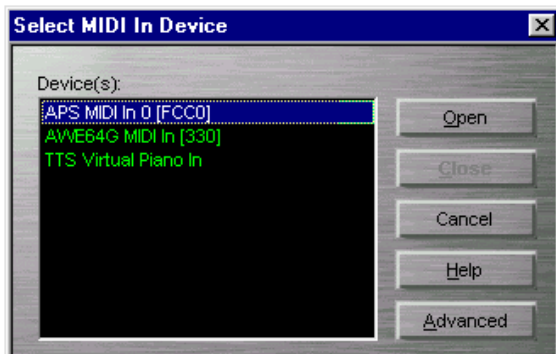 Select MIDI In Device
Device(s):
APS MIDI In 0 [FCC0]
AWE64G MIDI In [330]
TTS Virtual Piano In
Open
Close
Cancel
Help
Advanced